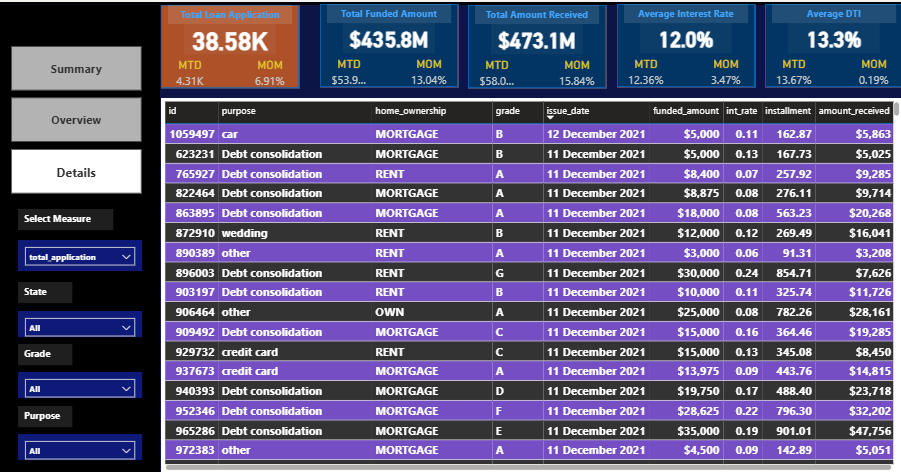 Total Loan Application
38.58K
MTD MOM
4.31K 6.91%
Total Funded Amount
$435.8M
MTD MOM
$53.9... 13.04%
Total Amount Received
$473.1M
MTD MOM
$58.0... 15.84%
Average Interest Rate
12.0%
MTD MOM
12.36% 3.47%
Average DTI
13.3%
MTD MOM
13.67% 0.19%
Summary
Overview
Details
Select Measure
total_application
State
All
Grade
All
Purpose
All
id purpose home_ownership grade issue_date funded_amount int_rate installment amount_received
1059497 car MORTGAGE B 12 December 2021 $5,000 0.11 162.87 $5,863
623231 Debt consolidation MORTGAGE B 11 December 2021 $5,000 0.13 167.73 $5,025
765927 Debt consolidation RENT A 11 December 2021 $8,400 0.07 257.92 $9,285
822464 Debt consolidation MORTGAGE A 11 December 2021 $8,875 0.08 276.11 $9,714
863895 Debt consolidation MORTGAGE A 11 December 2021 $18,000 0.08 563.23 $20,268
872910 wedding RENT B 11 December 2021 $12,000 0.12 269.49 $16,041
890389 other RENT A 11 December 2021 $3,000 0.06 91.31 $3,208
896003 Debt consolidation RENT G 11 December 2021 $30,000 0.24 854.71 $7,626
903197 Debt consolidation RENT B 11 December 2021 $10,000 0.11 325.74 $11,726
906464 other OWN A 11 December 2021 $25,000 0.08 782.26 $28,161
909492 Debt consolidation MORTGAGE C 11 December 2021 $15,000 0.16 364.46 $19,285
929732 credit card RENT C 11 December 2021 $15,000 0.13 345.08 $8,450
937673 credit card MORTGAGE A 11 December 2021 $13,975 0.09 443.76 $14,815
940393 Debt consolidation MORTGAGE D 11 December 2021 $19,750 0.17 488.40 $23,718
952346 Debt consolidation MORTGAGE F 11 December 2021 $28,625 0.22 796.30 $32,202
965286 Debt consolidation MORTGAGE E 11 December 2021 $35,000 0.19 901.01 $47,756
972383 other MORTGAGE A 11 December 2021 $4,500 0.09 142.89 $5,051